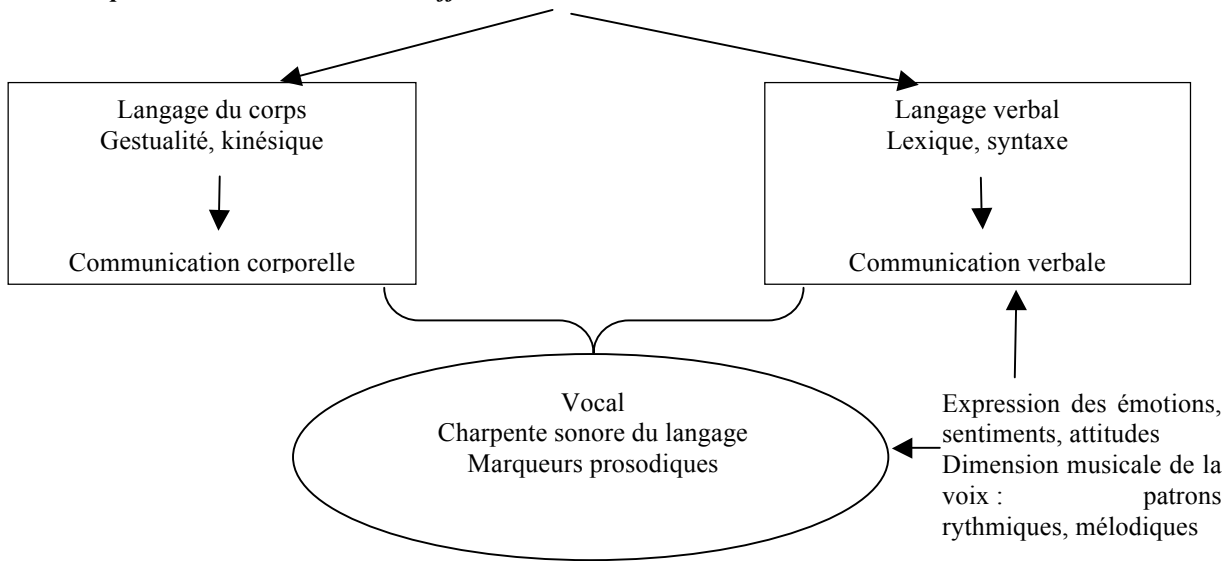 Langage du corps
Gestualité, kinésique
Communication corporelle
Langage verbal
Lexique, syntaxe
Communication verbale
Vocal
Charpente sonore du langage
Marqueurs prosodiques
Expression des émotions,
sentiments, attitudes
Dimension musicale de la
voix : patrons
rythmiques, mélodiques